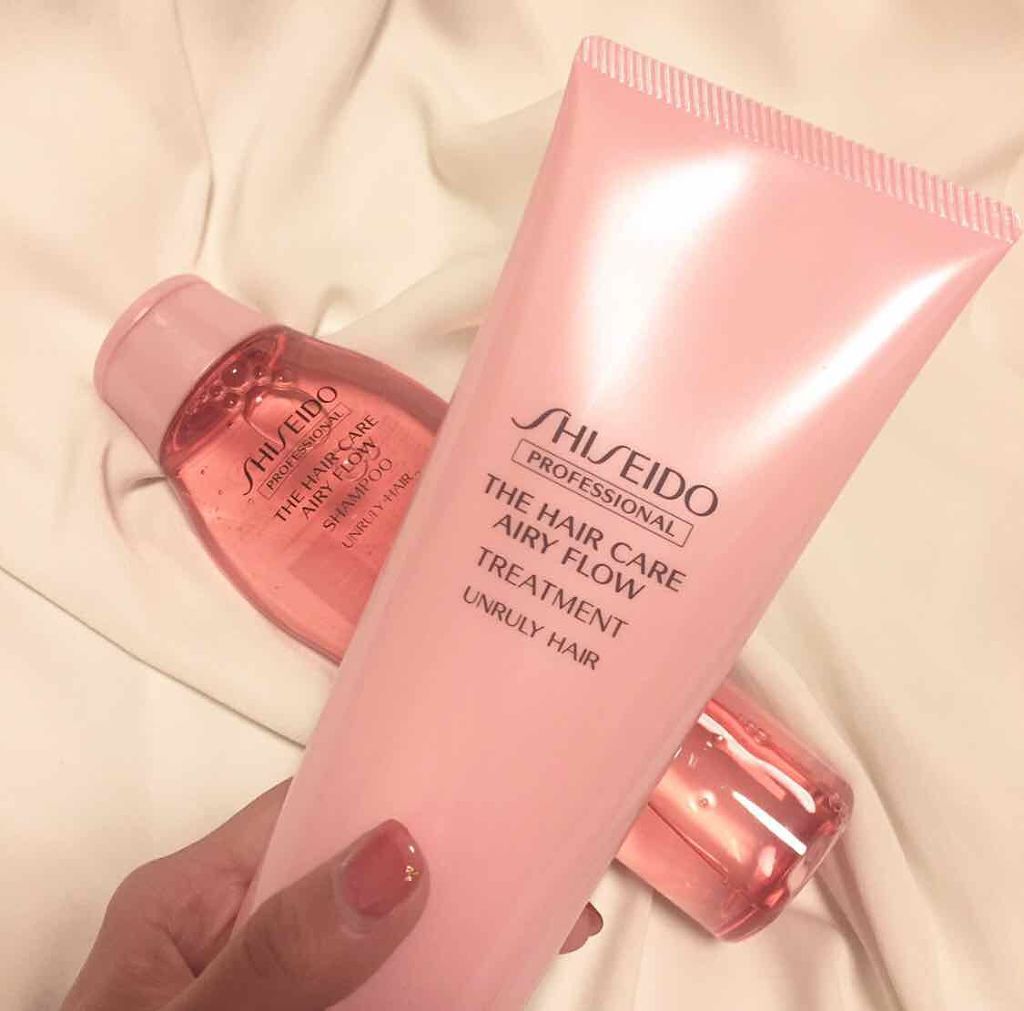 SHISEIDO
PROFESSIONAL
THE HAIR CARE
AIRY FLOW
SHAMPOO
UNRULY HAIR
SHISEIDO
PROFESSIONAL
THE HAIR CARE
AIRY FLOW
TREATMENT
UNRULY HAIR